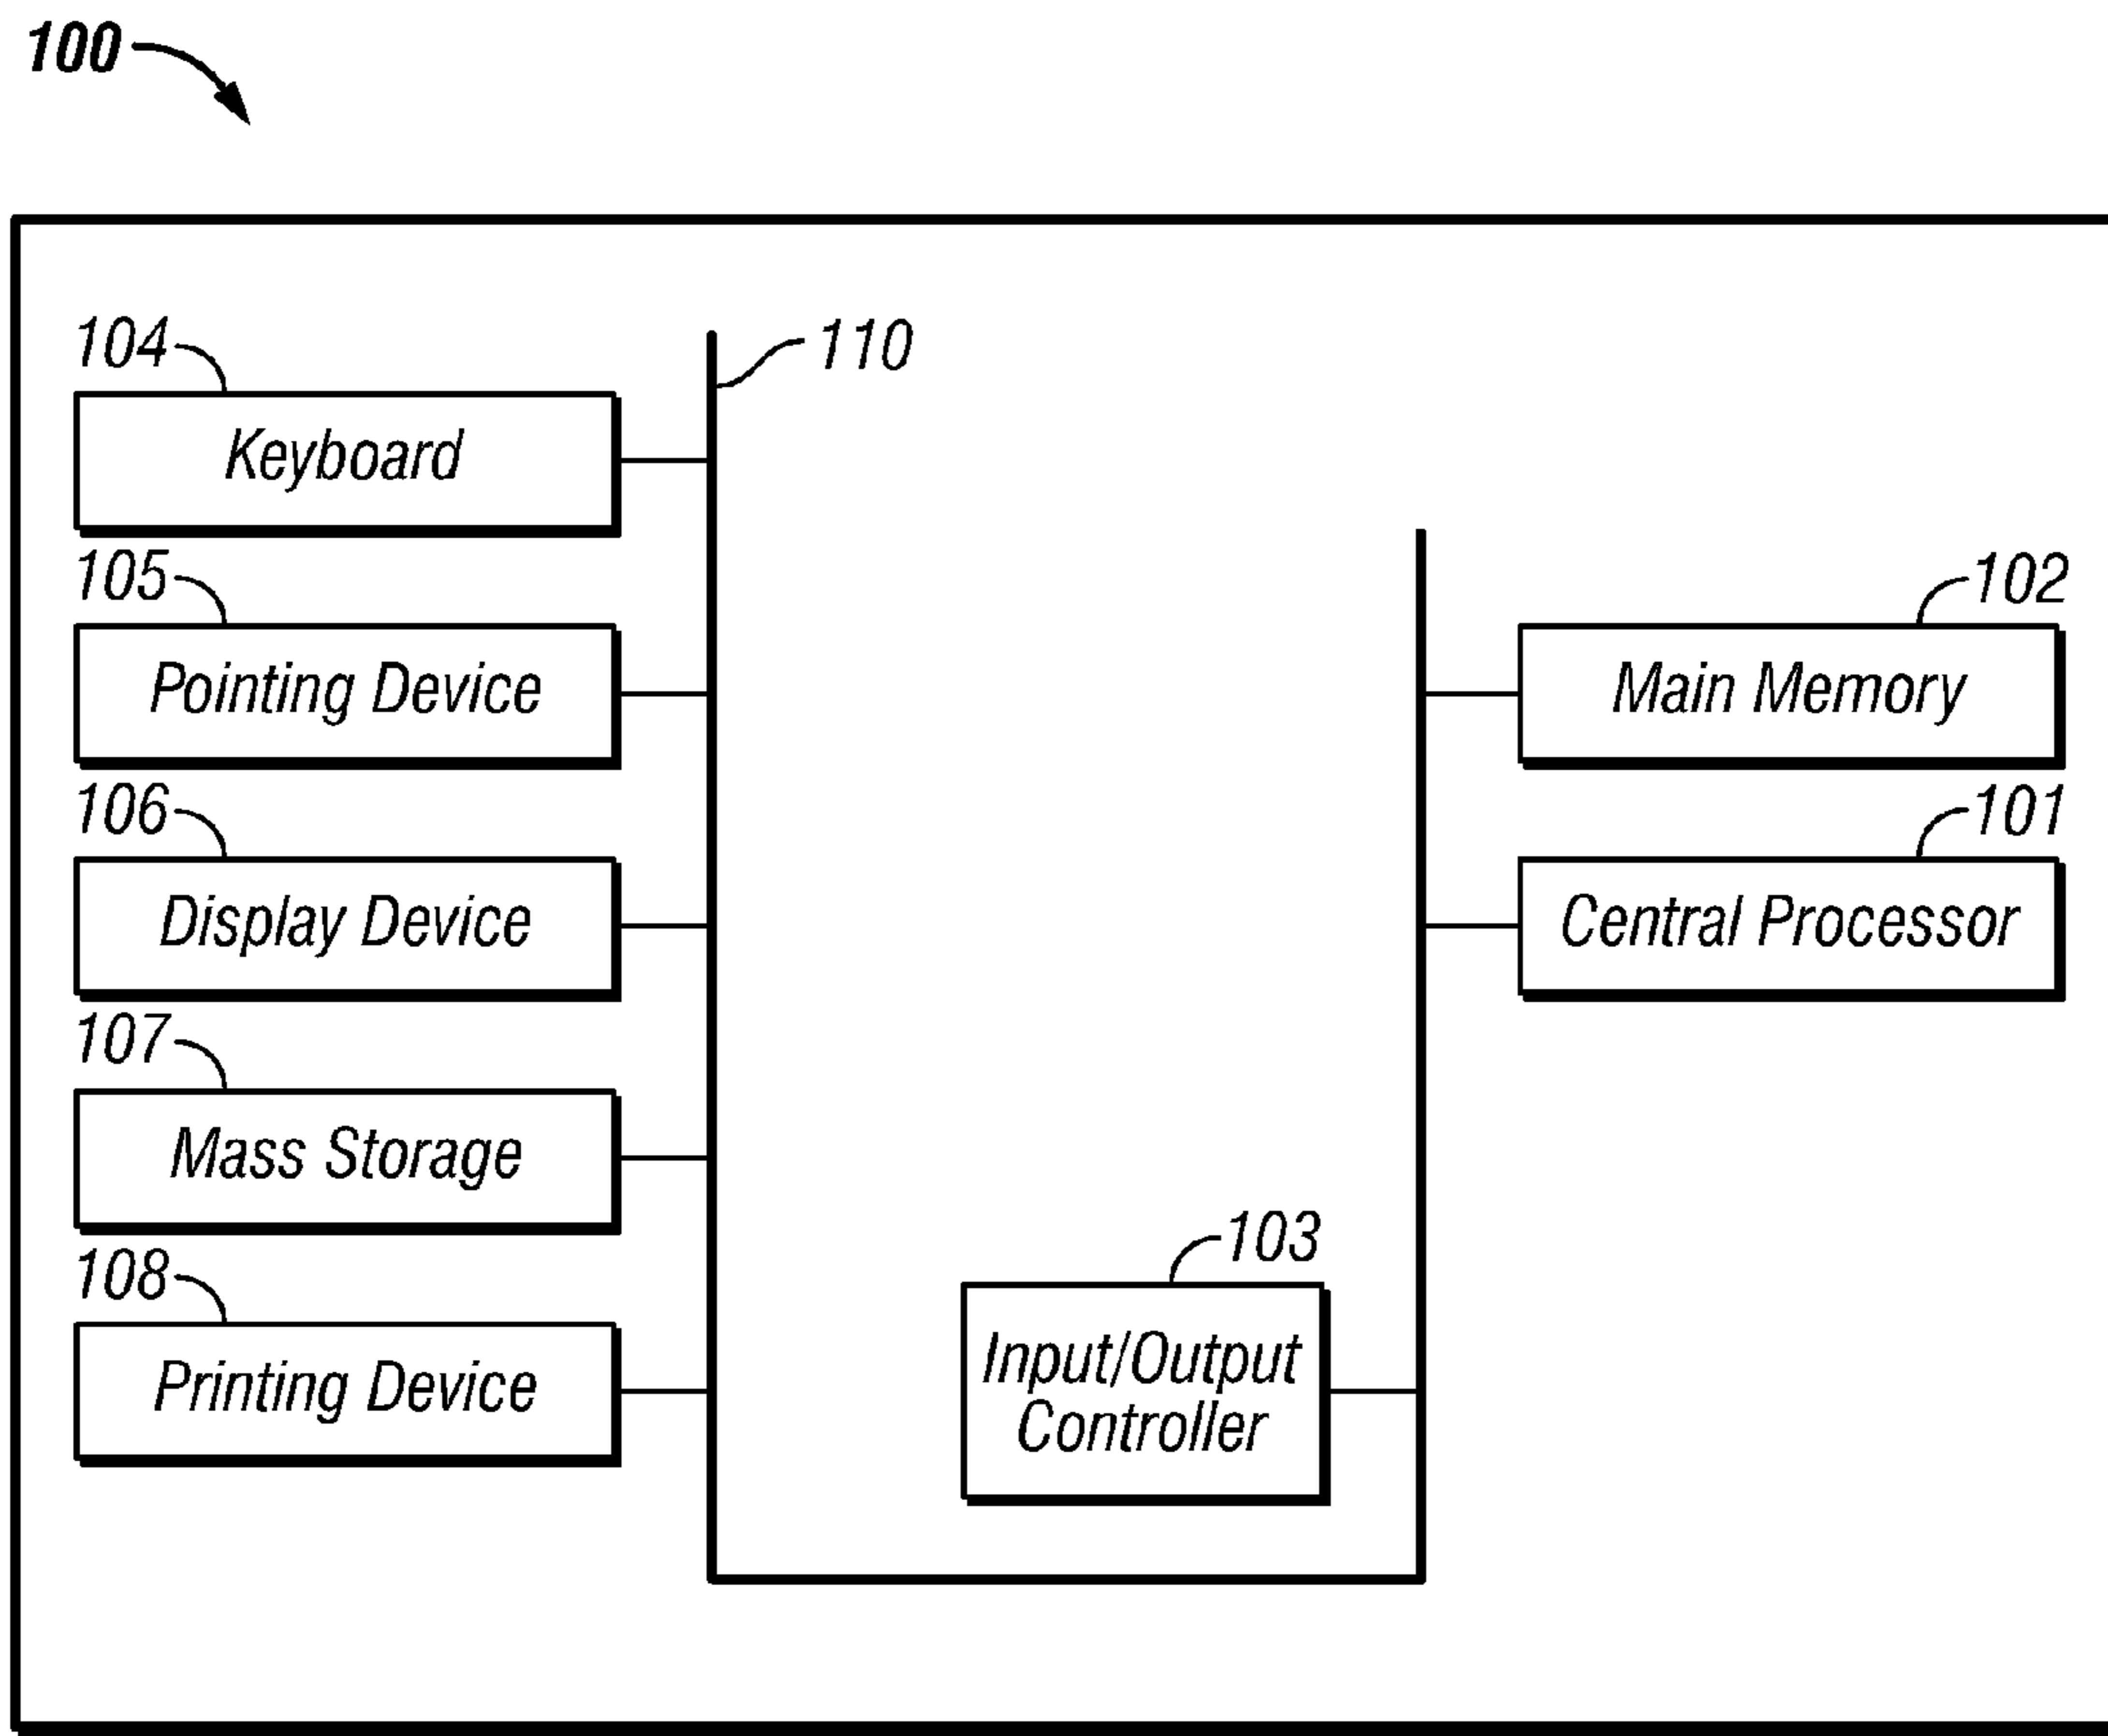 100
104
110
Keyboard
105
102
Pointing Device
Main Memory
106
101
Display Device
Central Processor
107
Mass Storage
103
108
Input/Output
Controller
Printing Device